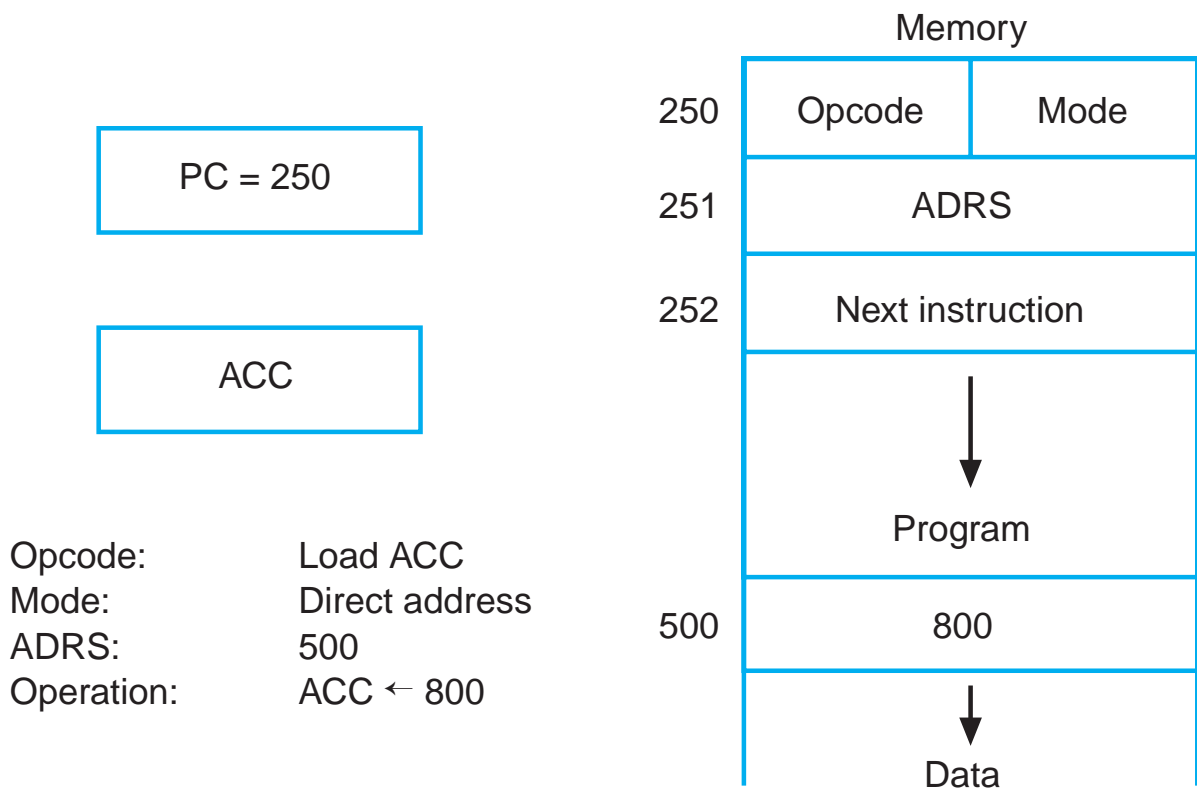 Memory
250 Opcode Mode
PC = 250
251 ADRS
252 Next instruction
ACC
Program
Opcode: Load ACC
Mode: Direct address
ADRS: 500
Operation: ACC ← 800
500 800
Data